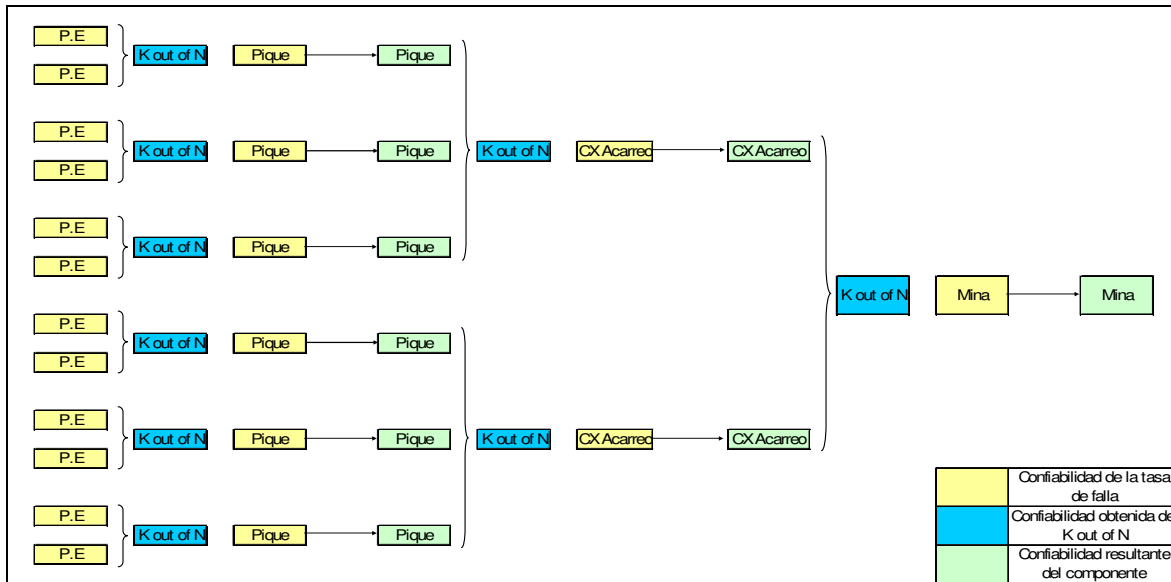 P.E
P.E
K out of N
Pique
Pique
P.E
P.E
K out of N
Pique
Pique
K out of N
CX Acarreo
CX Acarreo
P.E
P.E
K out of N
Pique
Pique
K out of N
Mina
Mina
P.E
P.E
K out of N
Pique
Pique
P.E
P.E
K out of N
Pique
Pique
K out of N
CX Acarreo
CX Acarreo
P.E
P.E
K out of N
Pique
Pique
Confiabilidad de la tasa
de falla
Confiabilidad obtenida de
K out of N
Confiabilidad resultante
del componente